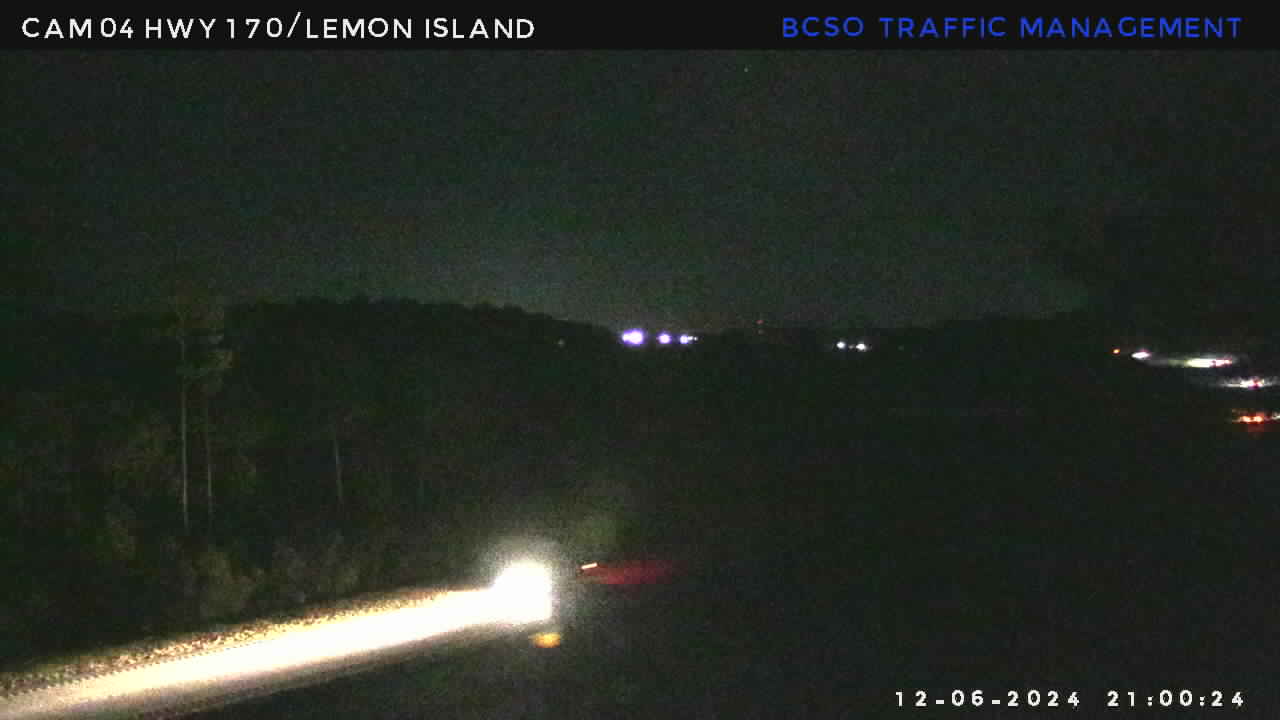 CAM04 HWY 170/LEMON ISLAND
BCSO TRAFFIC MANAGEMENT
12-06-2024 21:00:24